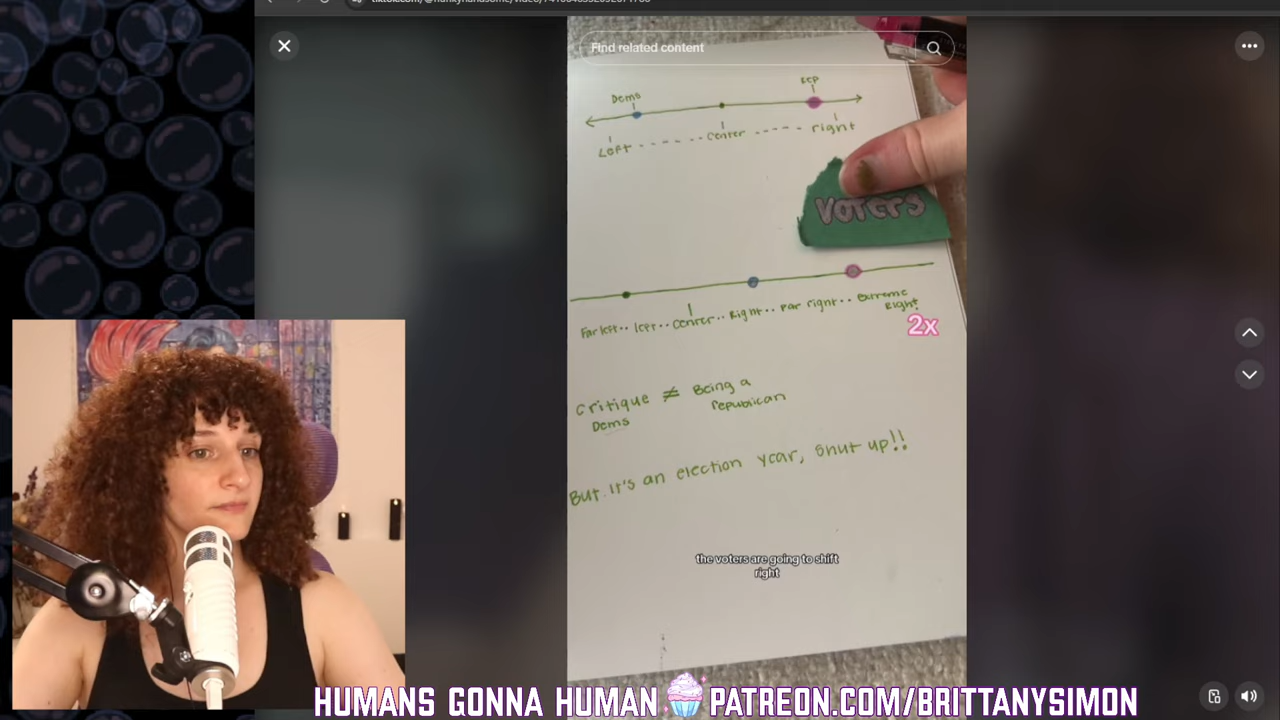 Find related content
Demo
Rep
Left - - - - - - Center - - - - - right
VOTERS
Far left.. left.. Center.. Right.. Far right.. Extreme
Right
2x
critique ≠ Being a
Dems republican
But it's an election year, shut up!!
the voters are going to shift
right
HUMANS GONNA HUMAN PATREON.COM/BRITTANYSIMON